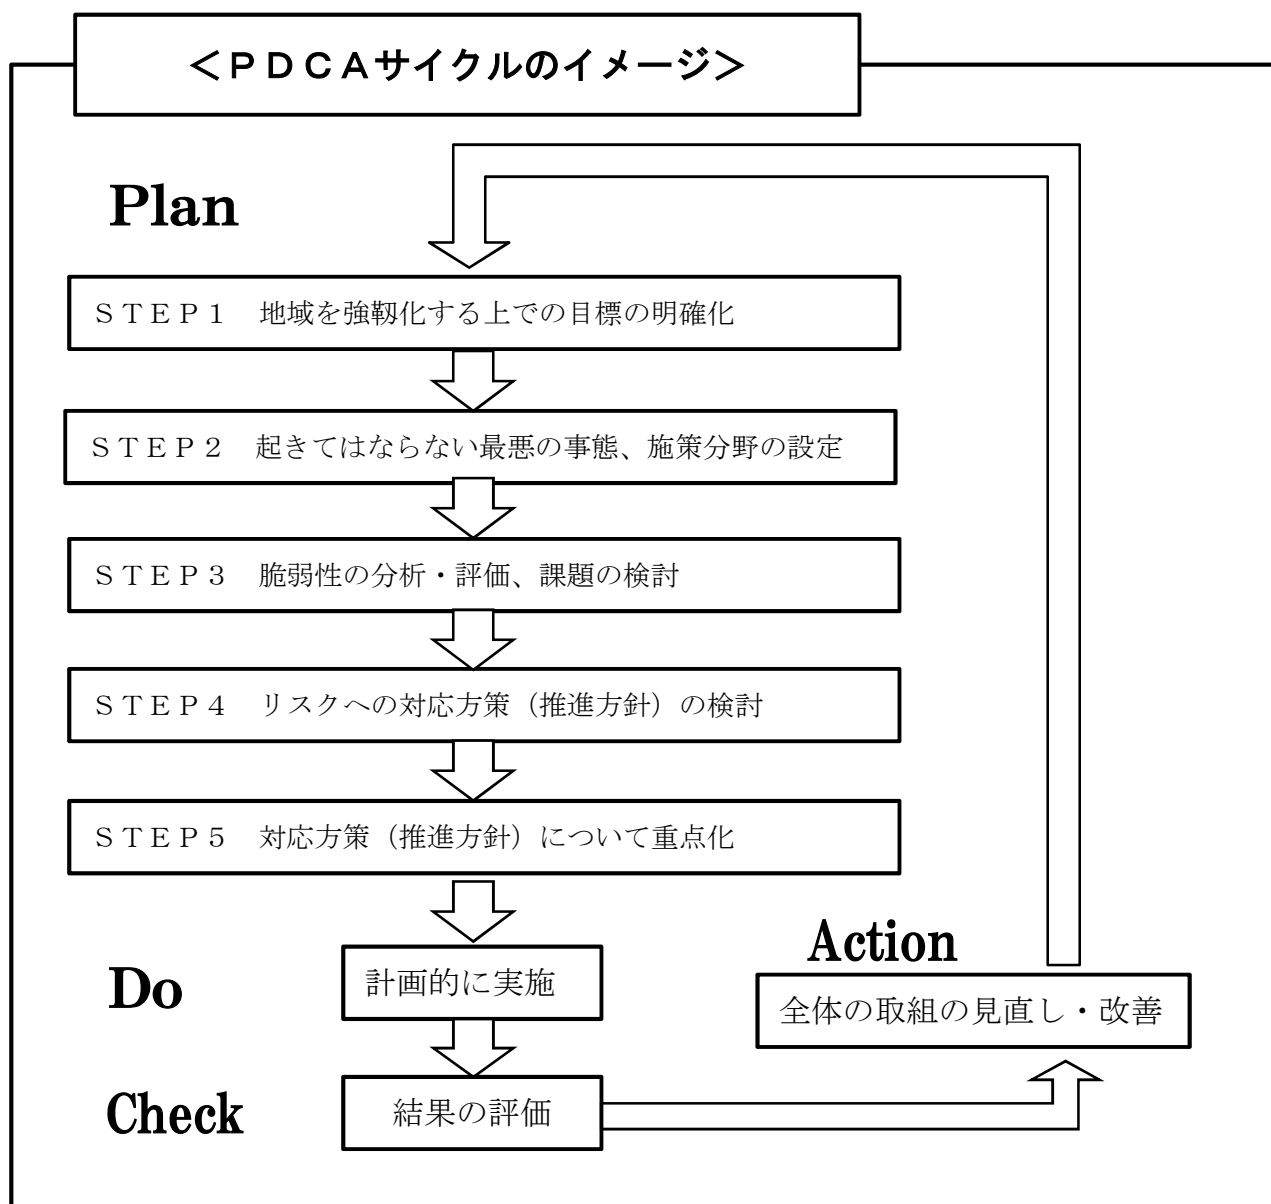 ＜ＰＤＣＡサイクルのイメージ＞
Plan
ＳＴＥＰ１　地域を強靱化する上での目標の明確化
ＳＴＥＰ２　起きてはならない最悪の事態、施策分野の設定
ＳＴＥＰ３　脆弱性の分析・評価、課題の検討
ＳＴＥＰ４　リスクへの対応方策（推進方針）の検討
ＳＴＥＰ５　対応方策（推進方針）について重点化
Do
計画的に実施
Check
結果の評価
Action
全体の取組の見直し・改善